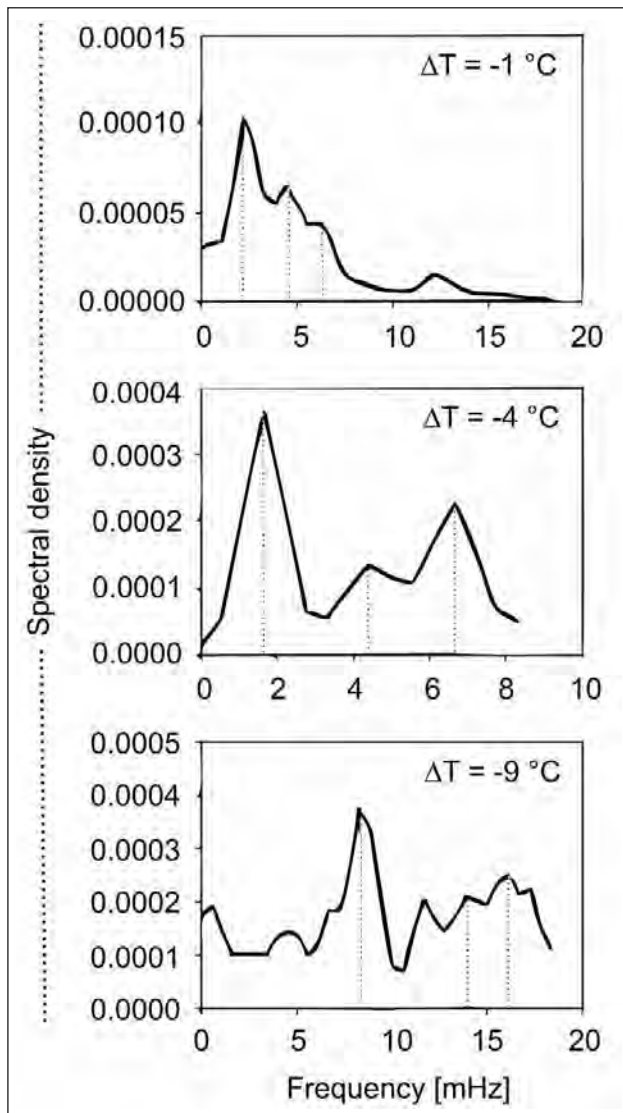 0.00015
ΔT = -1 °C
0.00010
0.00005
0.00000
0 5 10 15 20
0.0004
ΔT = -4 °C
0.0003
0.0002
0.0001
0.0000
0 2 4 6 8 10
0.0005
ΔT = -9 °C
0.0004
0.0003
0.0002
0.0001
0.0000
0 5 10 15 20
Frequency [mHz]
Spectral density